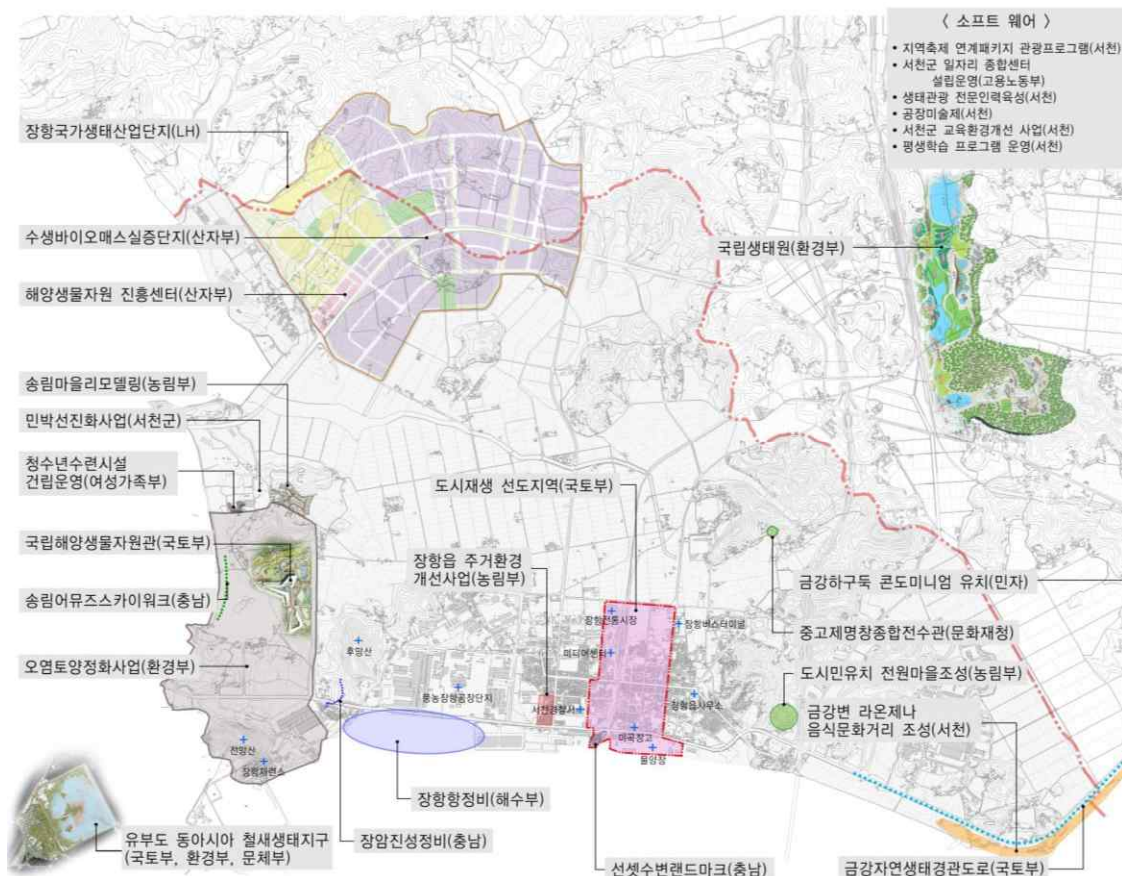 〈 소프트 웨어 〉
• 지역축제 연계패키지 관광프로그램(서천)
• 서천군 일자리 종합센터
설립운영(고용노동부)
• 생태관광 전문인력육성(서천)
• 공장미술제(서천)
• 서천군 교육환경개선 사업(서천)
• 평생학습 프로그램 운영(서천)
장항국가생태산업단지(LH)
수생바이오매스실증단지(산자부)
국립생태원(환경부)
해양생물자원 진흥센터(산자부)
송림마을리모델링(농림부)
민박선진화사업(서천군)
청수년수련시설
건립운영(여성가족부)
도시재생 선도지역(국토부)
국립해양생물자원관(국토부)
장항읍 주거환경
개선사업(농림부)
금강하구둑 콘도미니엄 유치(민자)
송림어뮤즈스카이워크(충남)
장항전통시장
장항버스터미널
중고제명창종합전수관(문화재청)
후망산
미디어센터
오염토양정화사업(환경부)
도시민유치 전원마을조성(농림부)
풍농장항공장단지
장항읍사무소
서천경찰서
금강변 라온제나
음식문화거리 조성(서천)
미곡창고
전망산
물양장
장항제련소
장항항정비(해수부)
장암진성정비(충남)
유부도 동아시아 철새생태지구
(국토부, 환경부, 문체부)
선셋수변랜드마크(충남)
금강자연생태경관도로(국토부)